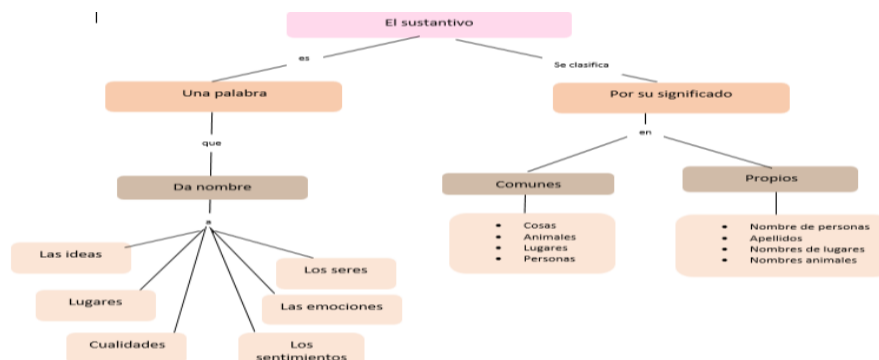 El sustantivo
es
Se clasifica
Una palabra
Por su significado
que
en
Da nombre
Comunes
Propios
a
Las ideas
Los seres
Lugares
Las emociones
Cualidades
Los
sentimientos
• Cosas
• Animales
• Lugares
• Personas
• Nombre de personas
• Apellidos
• Nombres de lugares
• Nombres animales